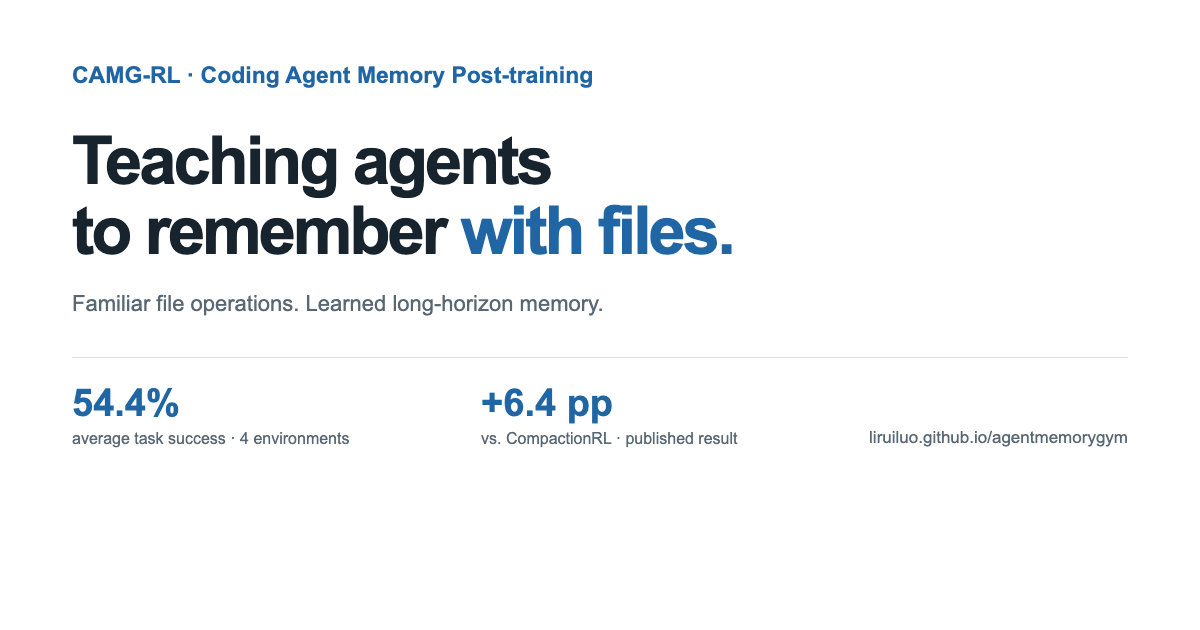 CAMG-RL · Coding Agent Memory Post-training
Teaching agents
to remember with files.
Familiar file operations. Learned long-horizon memory.
54.4%
average task success · 4 environments
+6.4 pp
vs. CompactionRL · published result
liruiluo.github.io/agentmemorygym